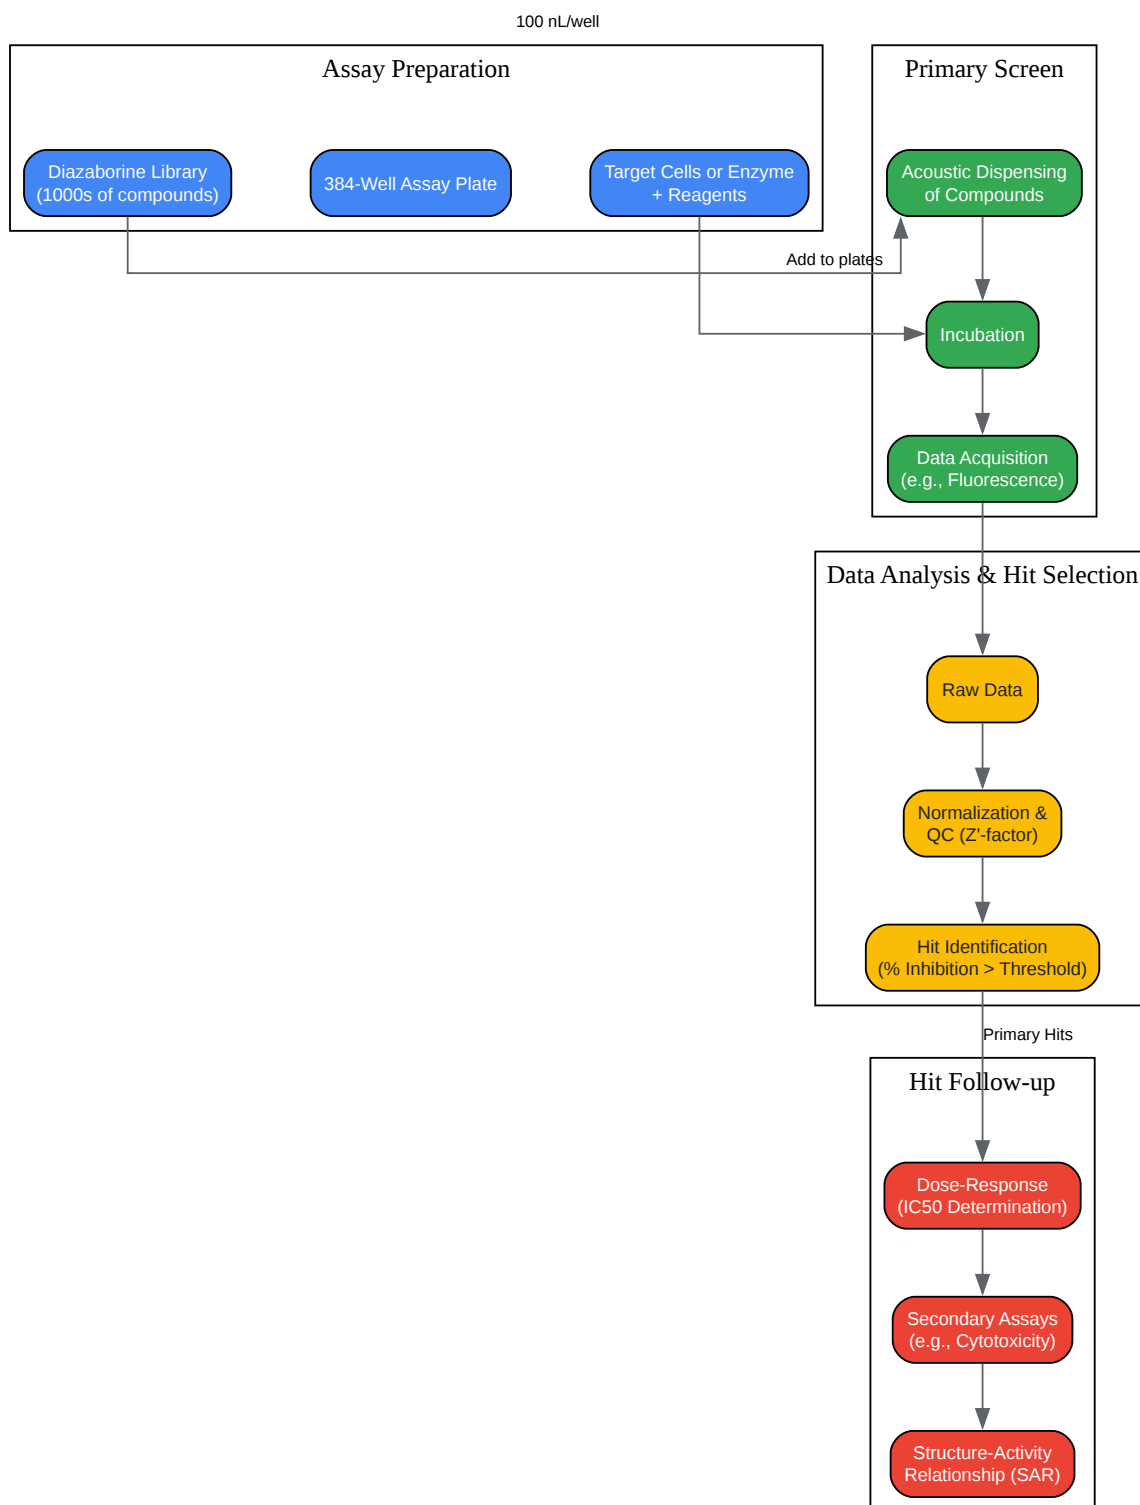 100 nL/well
Assay Preparation
Diazaborine Library
(1000s of compounds)
384-Well Assay Plate
Target Cells or Enzyme
+ Reagents
Primary Screen
Acoustic Dispensing
of Compounds
Add to plates
Incubation
Data Acquisition
(e.g., Fluorescence)
Data Analysis & Hit Selection
Raw Data
Normalization &
QC (Z'-factor)
Hit Identification
(% Inhibition > Threshold)
Primary Hits
Hit Follow-up
Dose-Response
(IC50 Determination)
Secondary Assays
(e.g., Cytotoxicity)
Structure-Activity
Relationship (SAR)